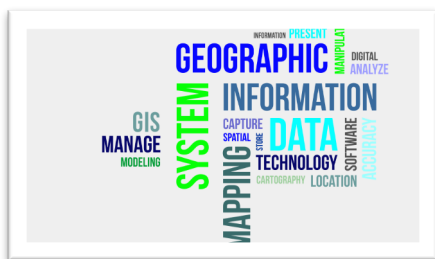 INFORMATION PRESENT
MANIPULAT
GEOGRAPHIC
DIGITAL
ANALYZE
SYSTEM
INFORMATION
GIS
CAPTURE
MANAGE
SPATIAL
STORE
DATA
SOFTWARE
ACCURACY
MODELING
MAPPING
TECHNOLOGY
CARTOGRAPHY
LOCATION